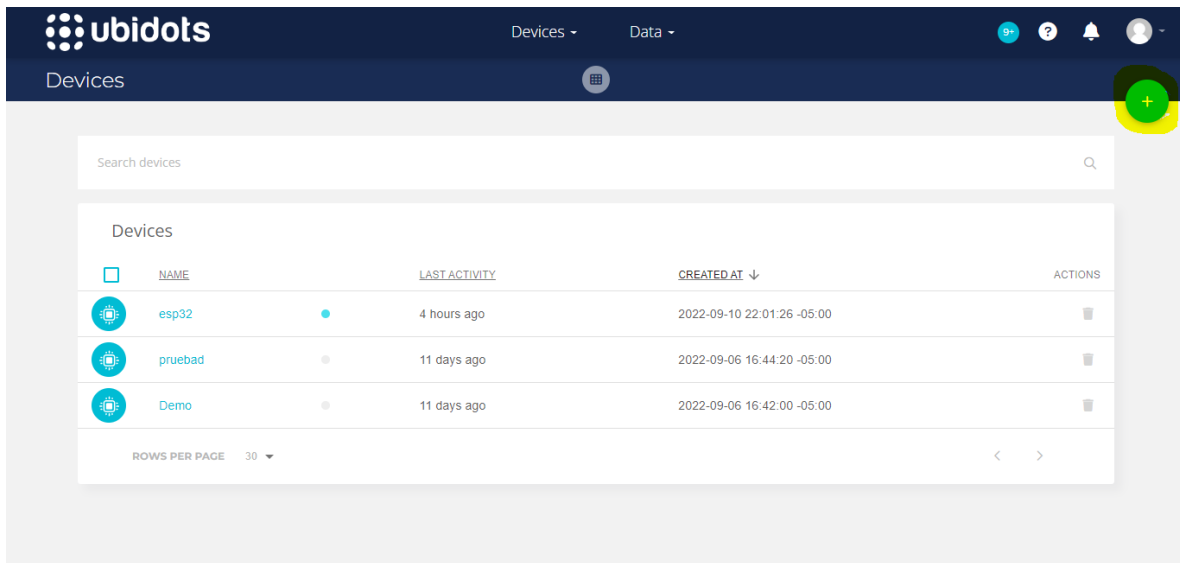 ubidots Devices Data 9+ ?
Devices
+
Search devices
Devices
NAME LAST ACTIVITY CREATED AT ACTIONS
esp32 4 hours ago 2022-09-10 22:01:26 -05:00
pruebad 11 days ago 2022-09-06 16:44:20 -05:00
Demo 11 days ago 2022-09-06 16:42:00 -05:00
ROWS PER PAGE 30